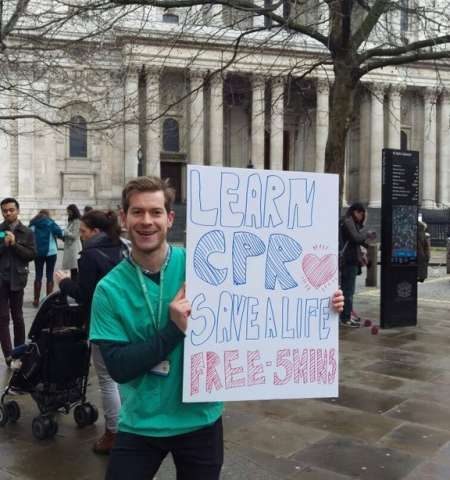 LEARN
CPR
SAVE A LIFE
FREE - 5MINS